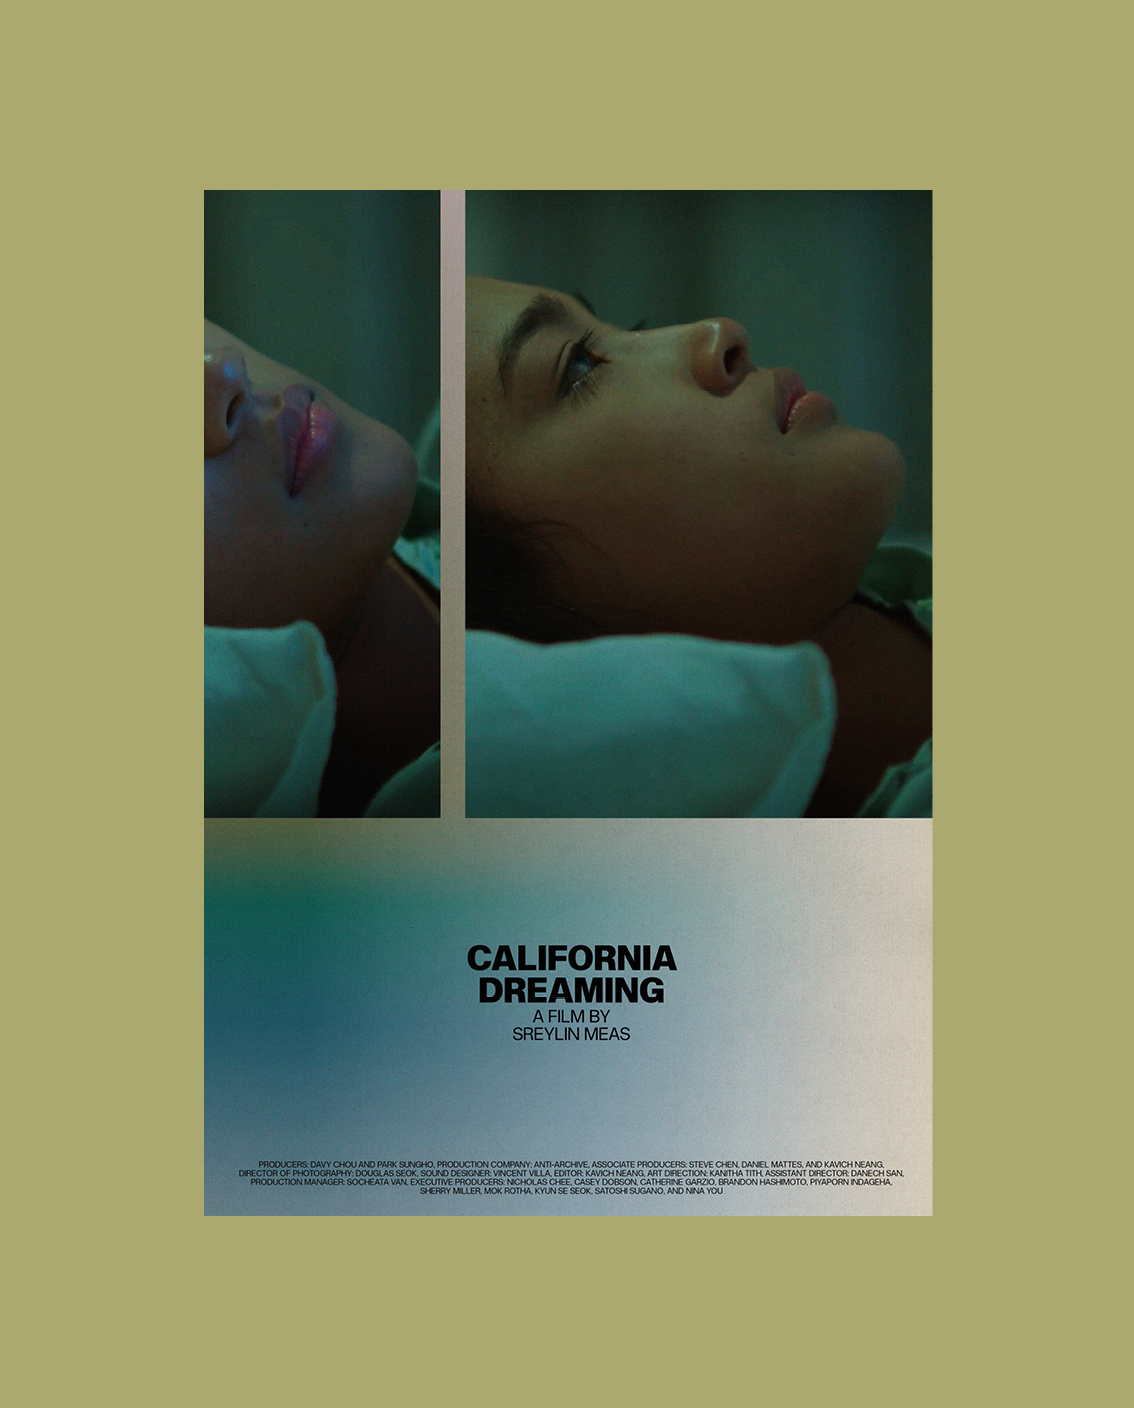 CALIFORNIA
DREAMING
A FILM BY
SREYLIN MEAS
PRODUCERS: DAVY CHOU AND PARK SUNGHO, PRODUCTION COMPANY: ANTI-ARCHIVE, ASSOCIATE PRODUCERS: STEVE CHEN, DANIEL MATTES, AND KAVICH NEANG,
DIRECTOR OF PHOTOGRAPHY: DOUGLAS SEOK, SOUND DESIGNER: VINCENT VILLA, EDITOR: KAVICH NEANG, ART DIRECTION: KANITHA TITH, ASSISTANT DIRECTOR: DANECH SAN,
PRODUCTION MANAGER: SOCHEATA VAN, EXECUTIVE PRODUCERS: NICHOLAS CHEE, CASEY DOBSON, CATHERINE GARZIO, BRANDON HASHIMOTO, PIYAPORN INDAGEHA,
SHERRY MILLER, MOK ROTHA, KYUN SE SEOK, SATOSHI SUGANO, AND NINA YOU